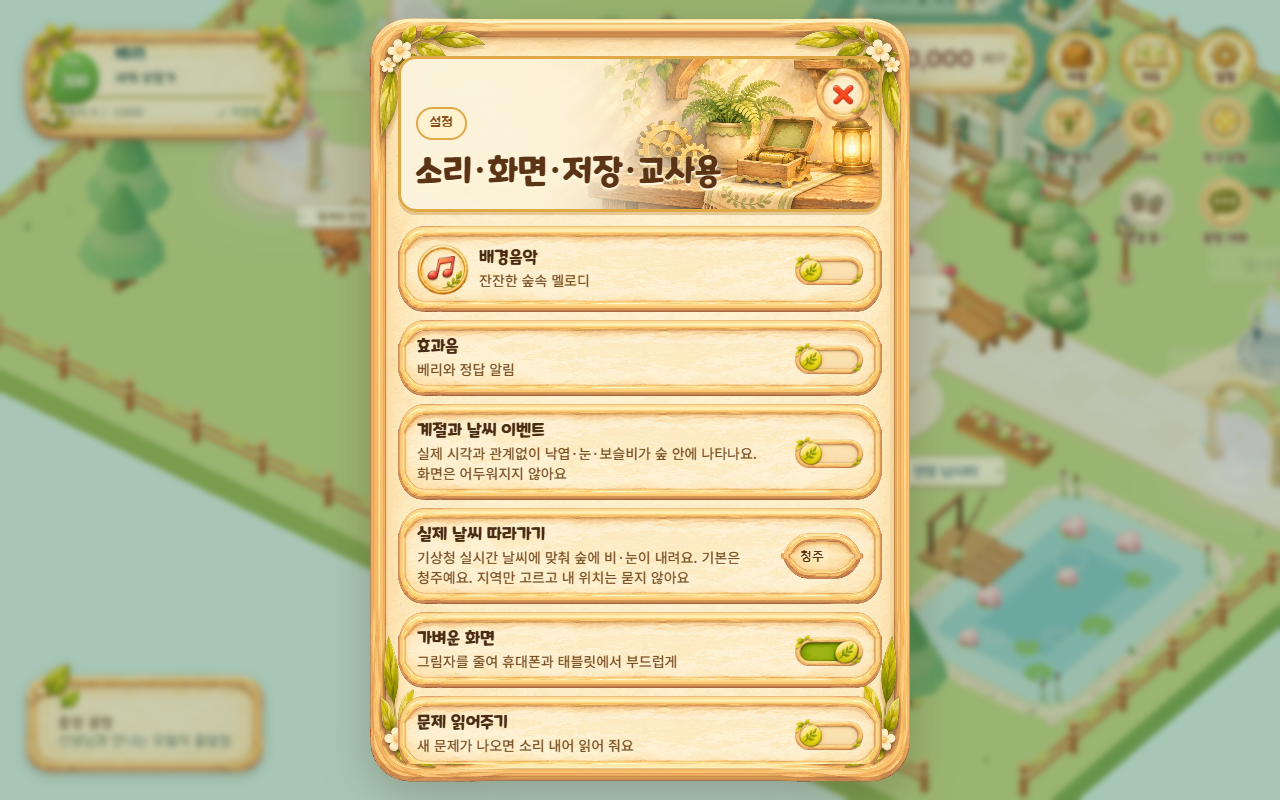 설정
소리·화면·저장·교사용
배경음악
잔잔한 숲속 멜로디
효과음
베리와 정답 알림
계절과 날씨 이벤트
실제 시각과 관계없이 낙엽·눈·보슬비가 숲 안에 나타나요.
화면은 어두워지지 않아요
실제 날씨 따라가기
기상청 실시간 날씨에 맞춰 숲에 비·눈이 내려요. 기본은
청주예요. 지역만 고르고 내 위치는 묻지 않아요
청주
가벼운 화면
그림자를 줄여 휴대폰과 태블릿에서 부드럽게
문제 읽어주기
새 문제가 나오면 소리 내어 읽어 줘요